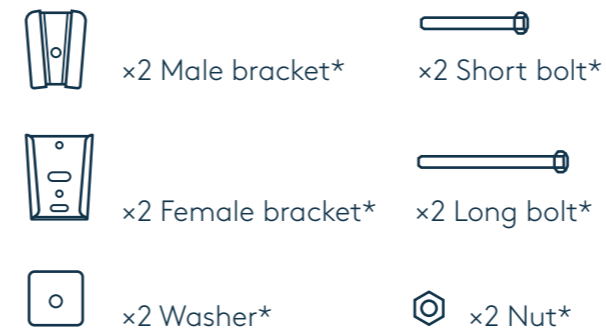 ×2 Male bracket*
×2 Short bolt*
×2 Female bracket*
×2 Long bolt*
×2 Washer*
×2 Nut*